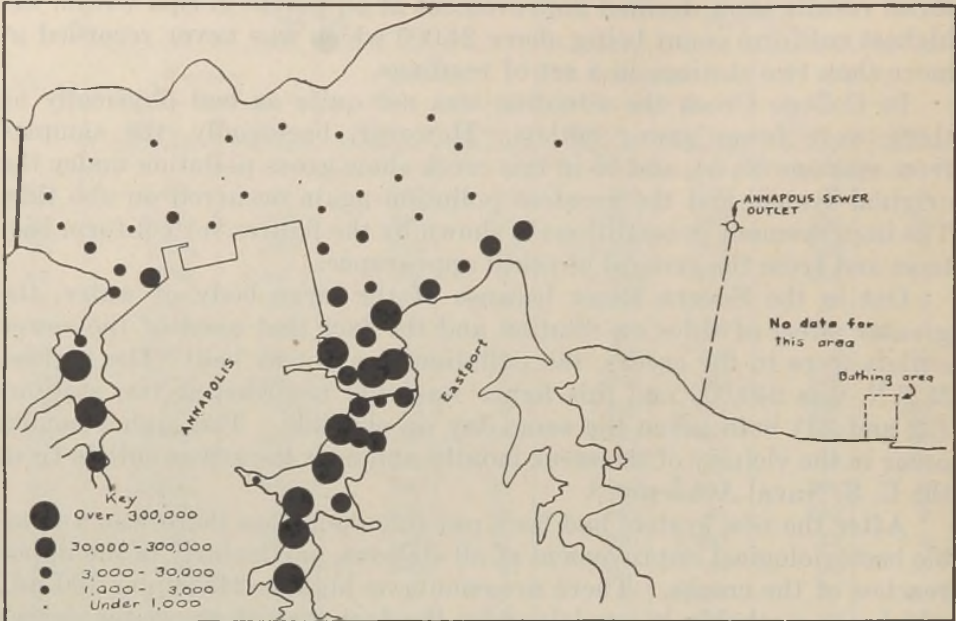 ANNAPOLIS SEWER
OUTLET
No data for
this area
Bathing area
ANNAPOLIS
Eastport
Key
Over 300,000
30,000 - 300,000
3,000 - 30,000
1,000 - 3,000
Under 1,000